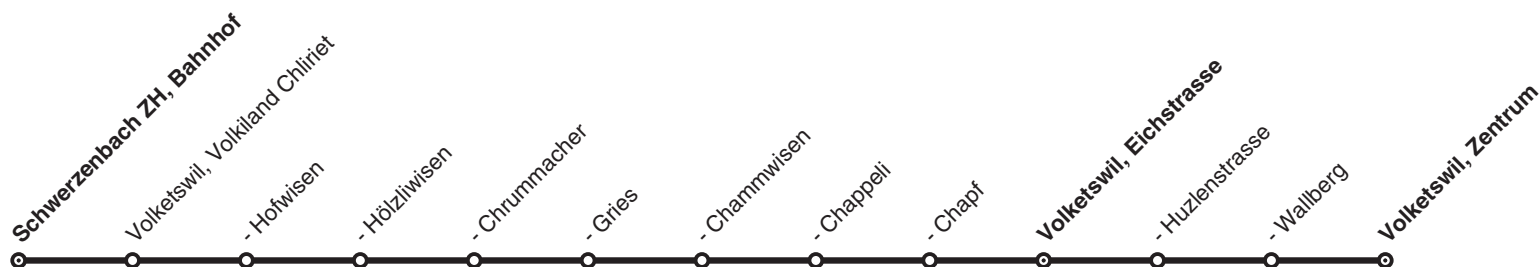 Schwerzenbach ZH, Bahnhof
Volketswil, Volkiland Chliriet
- Hofwisen
- Hölzliwisen
- Chrummacher
- Gries
- Chammwisen
- Chappeli
- Chapf
Volketswil, Eichstrasse
- Huzlenstrasse
- Wallberg
Volketswil, Zentrum